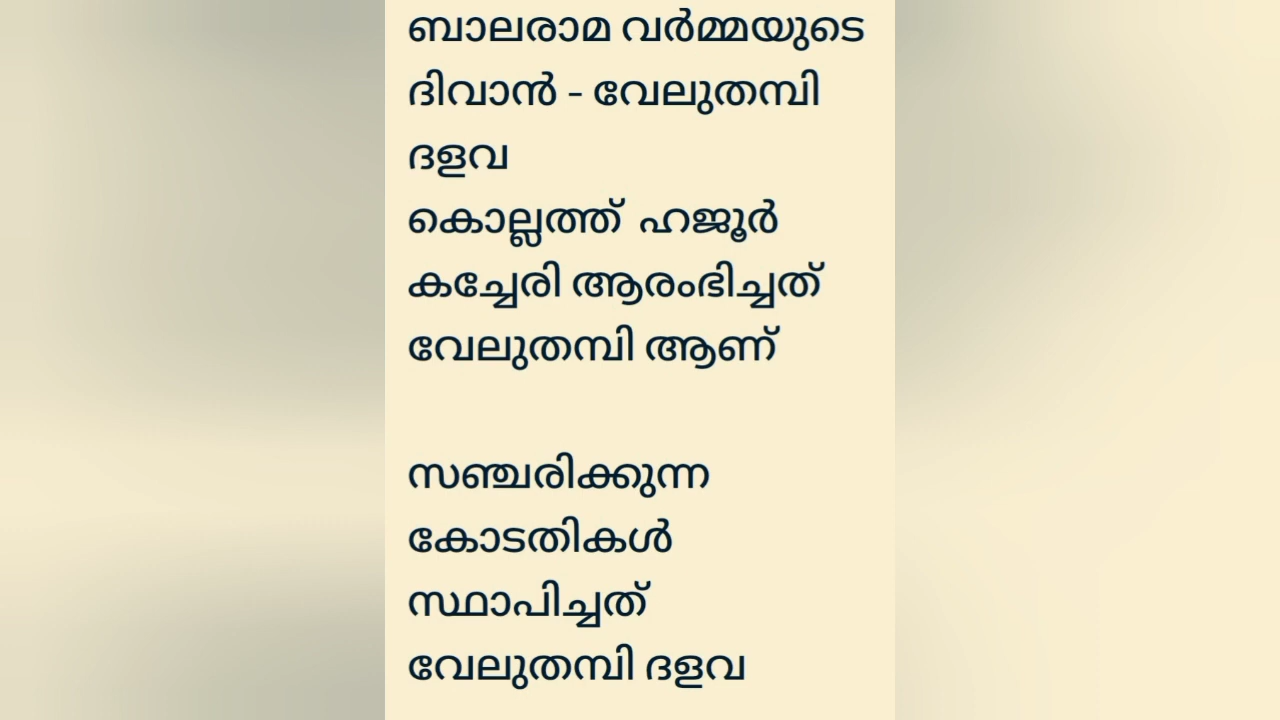 ബാലരാമ വർമ്മയുടെ
ദിവാൻ - വേലുതമ്പി
ദളവ
കൊല്ലത്ത് ഹജൂർ
കച്ചേരി ആരംഭിച്ചത്
വേലുതമ്പി ആണ്
സഞ്ചരിക്കുന്ന
കോടതികൾ
സ്ഥാപിച്ചത്
വേലുതമ്പി ദളവ